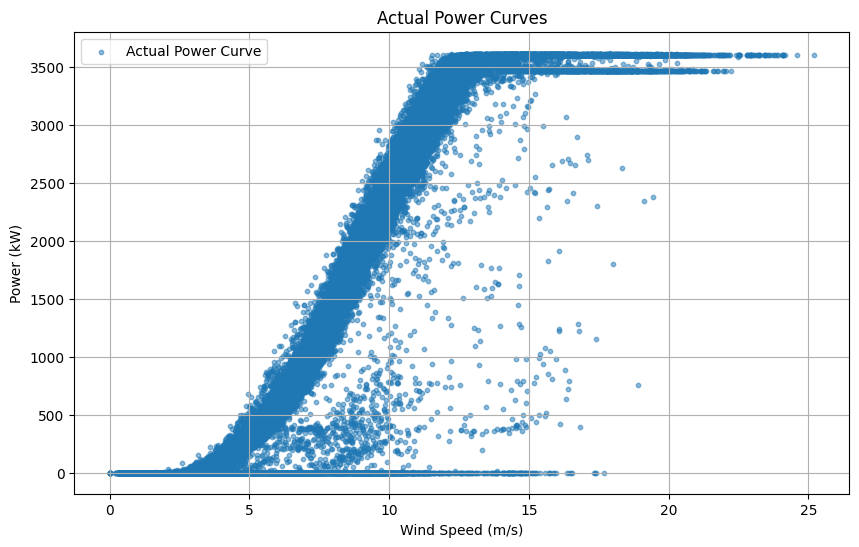 Actual Power Curves
Actual Power Curve
Power (kW)
3500
3000
2500
2000
1500
1000
500
0
0 5 10 15 20 25
Wind Speed (m/s)